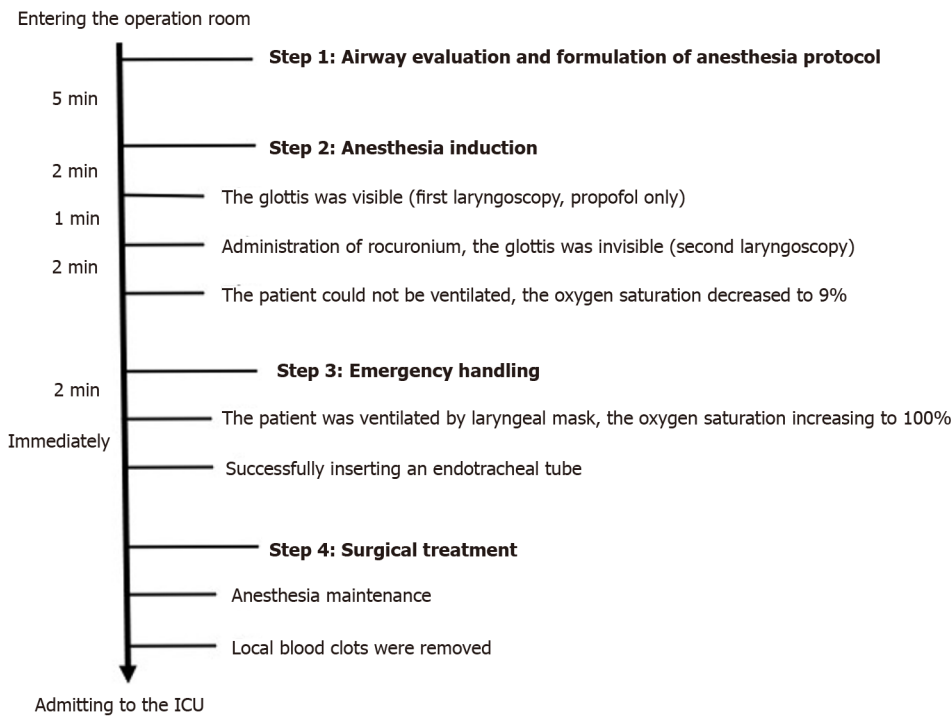 Entering the operation room
Step 1: Airway evaluation and formulation of anesthesia protocol
5 min
Step 2: Anesthesia induction
2 min
The glottis was visible (first laryngoscopy, propofol only)
1 min
Administration of rocuronium, the glottis was invisible (second laryngoscopy)
2 min
The patient could not be ventilated, the oxygen saturation decreased to 9%
Step 3: Emergency handling
2 min
The patient was ventilated by laryngeal mask, the oxygen saturation increasing to 100%
Immediately
Successfully inserting an endotracheal tube
Step 4: Surgical treatment
Anesthesia maintenance
Local blood clots were removed
Admitting to the ICU